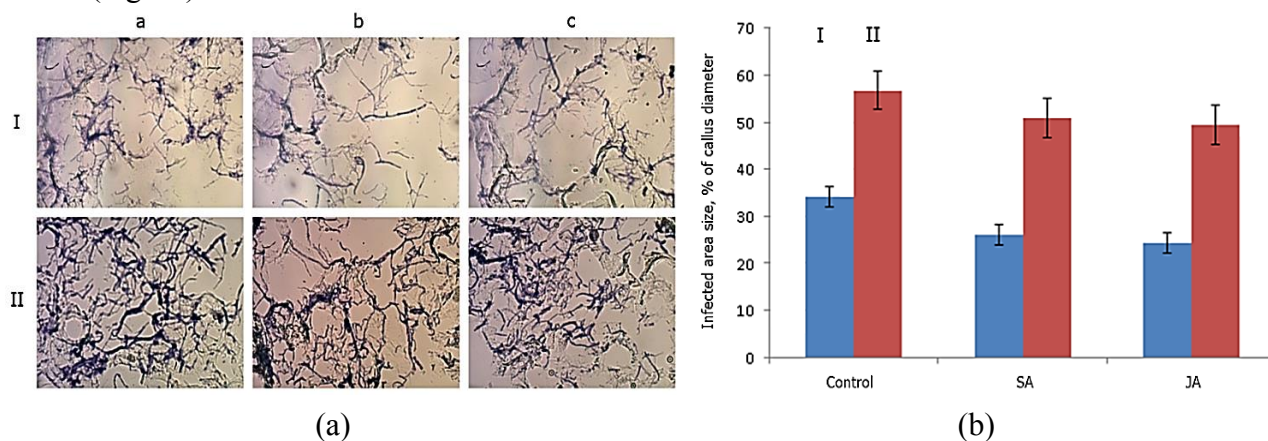 a b c
I
II
Infected area size, % of callus diameter
70
60
50
40
30
20
10
0
I II
Control SA JA
(a) (b)